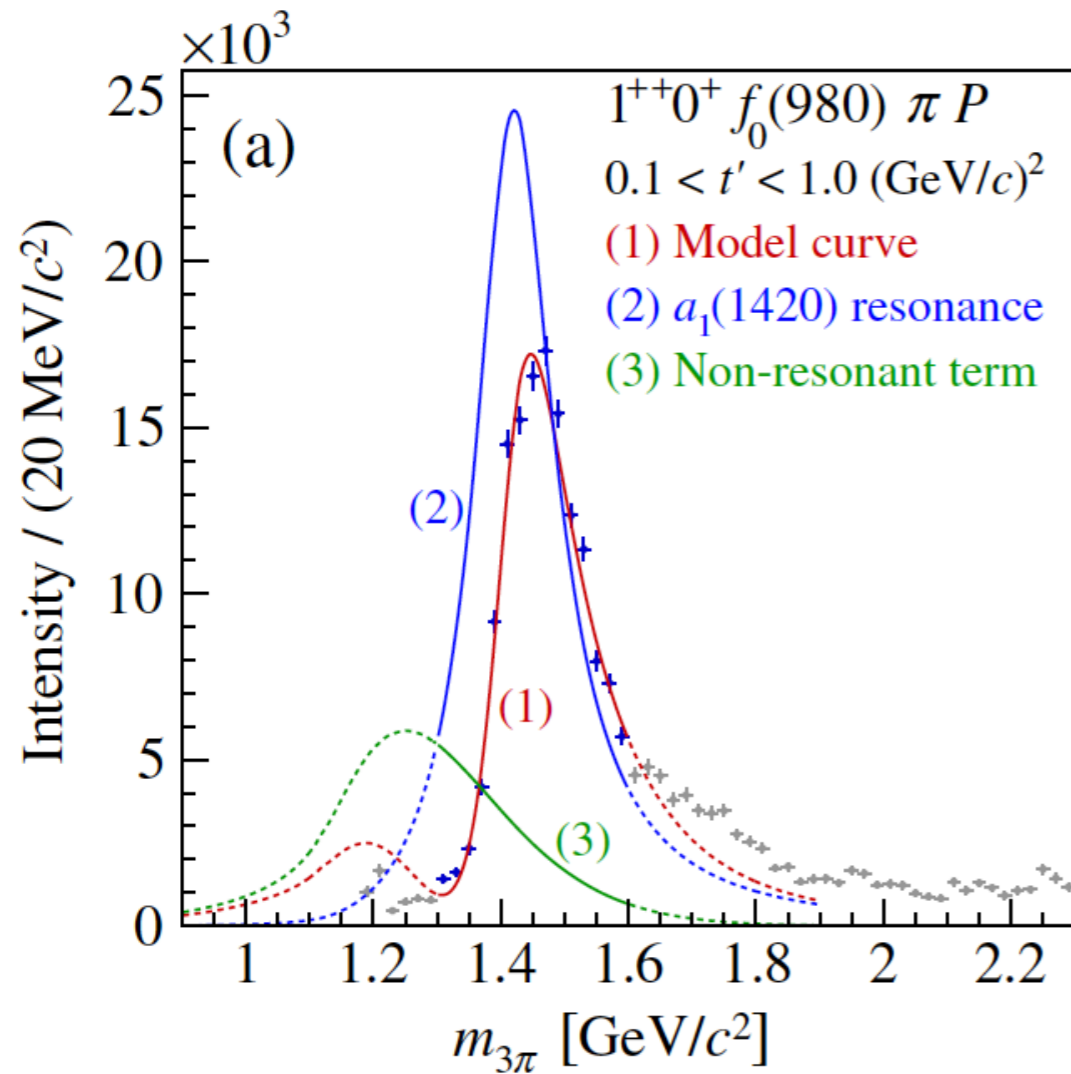 ×10³
25
20
15
10
5
0
Intensity / (20 MeV/c²)
(a)
1⁺⁺0⁺ f₀(980) π P
0.1 < t′ < 1.0 (GeV/c)²
(1) Model curve
(2) a₁(1420) resonance
(3) Non-resonant term
(2)
(1)
(3)
1 1.2 1.4 1.6 1.8 2 2.2
m₃π [GeV/c²]